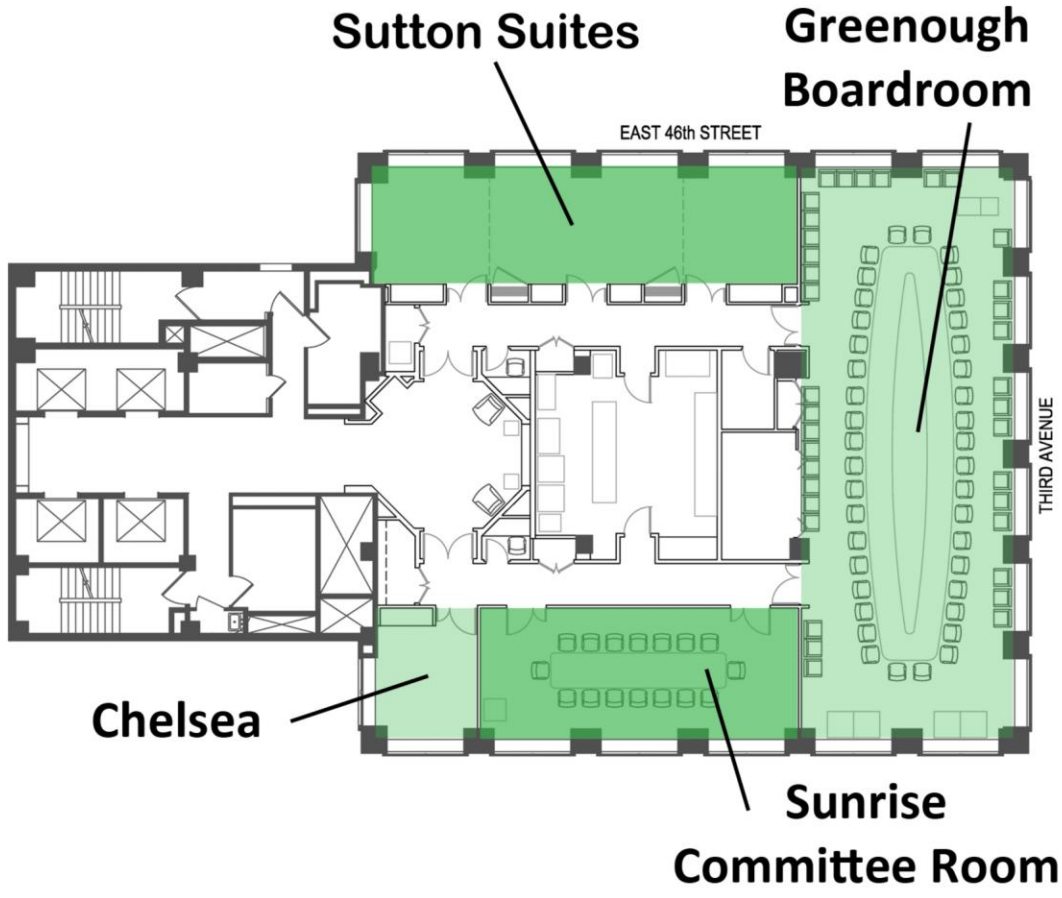 Sutton Suites
Greenough
Boardroom
EAST 46th STREET
THIRD AVENUE
Chelsea
Sunrise
Committee Room